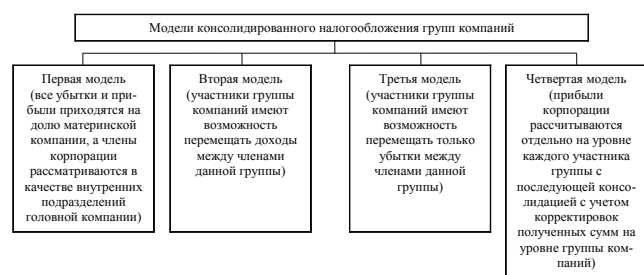 Модели консолидированного налогообложения групп компаний
Первая модель
(все убытки и при-
были приходятся на
долю материнской
компании, а члены
корпорации
рассматриваются в
качестве внутренних
подразделений
головной компании)
Вторая модель
(участники группы
компаний имеют
возможность
перемещать доходы
между членами
данной группы)
Третья модель
(участники группы
компаний имеют
возможность
перемещать только
убытки между
членами данной
группы)
Четвертая модель
(прибыли
корпорации
рассчитываются
отдельно на уровне
каждого участника
группы с
последующей консо-
лидацией с учетом
корректировок
полученных сумм на
уровне группы ком-
паний)